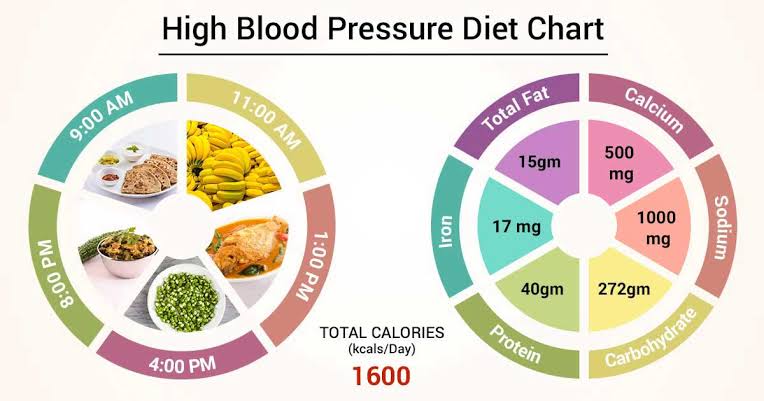 High Blood Pressure Diet Chart
9:00 AM
11:00 AM
1:00 PM
4:00 PM
8:00 PM
TOTAL CALORIES
(kcals/Day)
1600
Total Fat
15gm
Calcium
500
mg
Sodium
1000
mg
Carbohydrate
272gm
Protein
40gm
Iron
17 mg